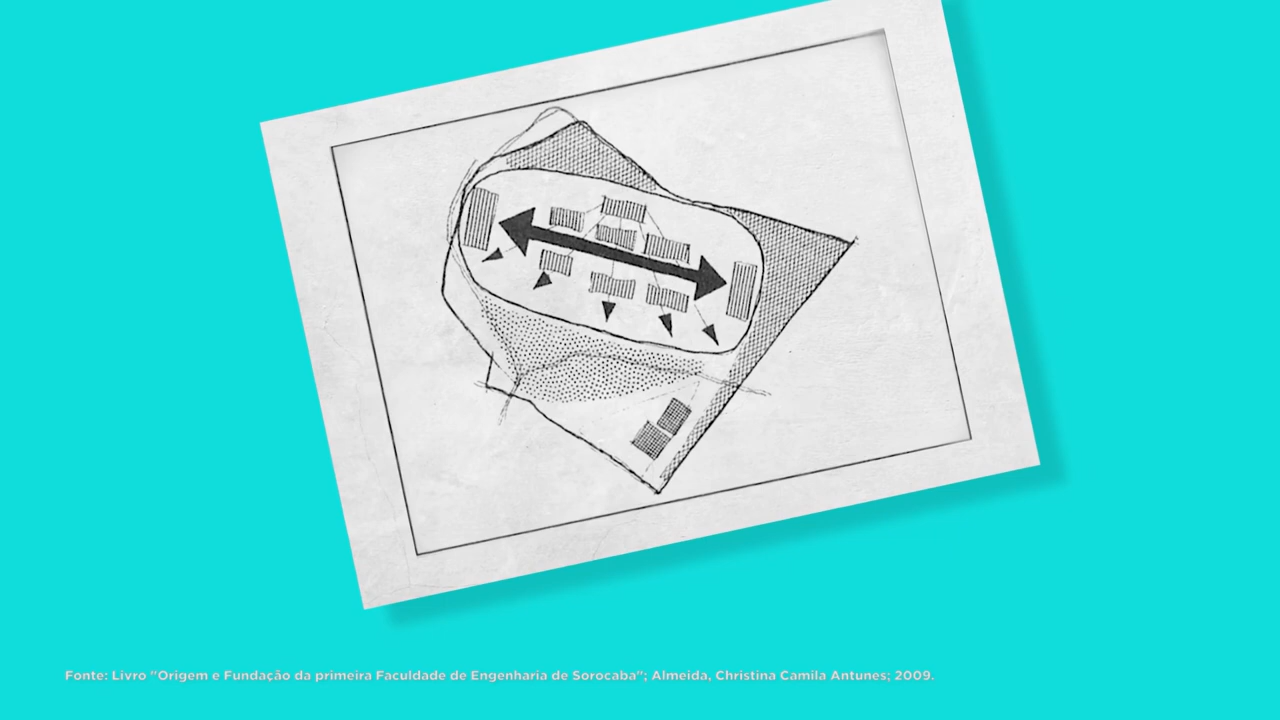 Fonte: Livro "Origem e Fundação da primeira Faculdade de Engenharia de Sorocaba"; Almeida, Christina Camila Antunes; 2009.